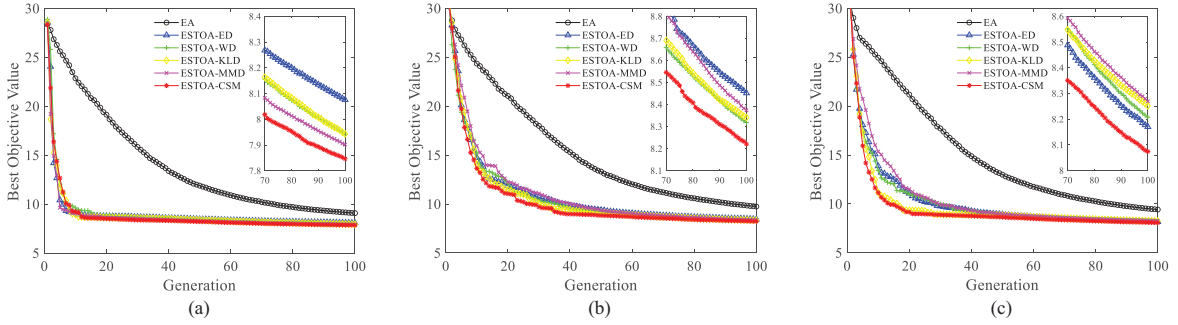 30
25
20
15
10
5
Best Objective Value
0
20
40
60
80
100
Generation
EA
ESTOA-ED
ESTOA-WD
ESTOA-KLD
ESTOA-MMD
ESTOA-CSM
8.4
8.3
8.2
8.1
8
7.9
7.8
70
80
90
100
(a)
30
25
20
15
10
5
Best Objective Value
0
20
40
60
80
100
Generation
EA
ESTOA-ED
ESTOA-WD
ESTOA-KLD
ESTOA-MMD
ESTOA-CSM
8.8
8.7
8.6
8.5
8.4
8.3
8.2
8.1
70
80
90
100
(b)
30
25
20
15
10
5
Best Objective Value
0
20
40
60
80
100
Generation
EA
ESTOA-ED
ESTOA-WD
ESTOA-KLD
ESTOA-MMD
ESTOA-CSM
8.6
8.5
8.4
8.3
8.2
8.1
8
70
80
90
100
(c)